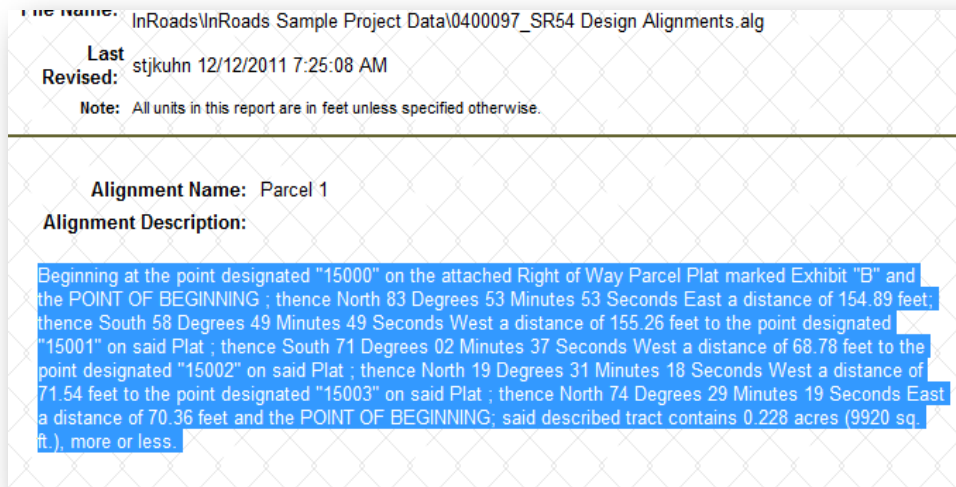 File Name: InRoads\InRoads Sample Project Data\0400097_SR54 Design Alignments.alg
Last
Revised: stjkuhn 12/12/2011 7:25:08 AM
Note: All units in this report are in feet unless specified otherwise.
Alignment Name: Parcel 1
Alignment Description:
Beginning at the point designated "15000" on the attached Right of Way Parcel Plat marked Exhibit "B" and
the POINT OF BEGINNING ; thence North 83 Degrees 53 Minutes 53 Seconds East a distance of 154.89 feet;
thence South 58 Degrees 49 Minutes 49 Seconds West a distance of 155.26 feet to the point designated
"15001" on said Plat ; thence South 71 Degrees 02 Minutes 37 Seconds West a distance of 68.78 feet to the
point designated "15002" on said Plat ; thence North 19 Degrees 31 Minutes 18 Seconds West a distance of
71.54 feet to the point designated "15003" on said Plat ; thence North 74 Degrees 29 Minutes 19 Seconds East
a distance of 70.36 feet and the POINT OF BEGINNING; said described tract contains 0.228 acres (9920 sq.
ft.), more or less.